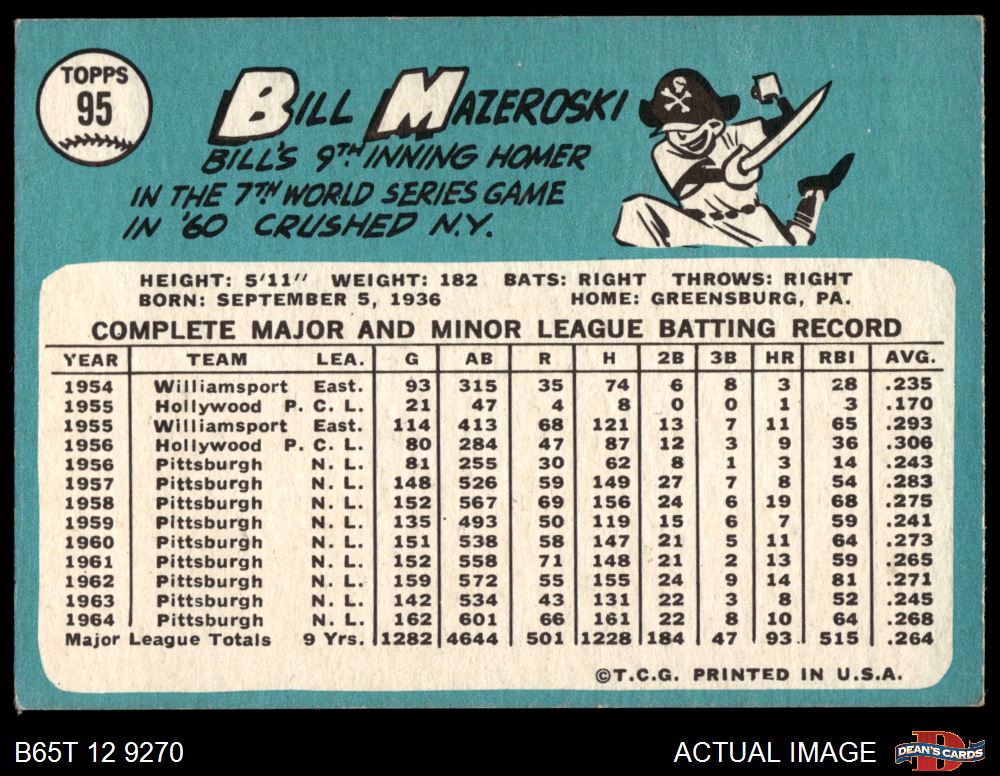 TOPPS
95
BILL MAZEROSKI
BILL'S 9TH INNING HOMER
IN THE 7TH WORLD SERIES GAME
IN '60 CRUSHED N.Y.
HEIGHT: 5'11" WEIGHT: 182 BATS: RIGHT THROWS: RIGHT
BORN: SEPTEMBER 5, 1936 HOME: GREENSBURG, PA.
COMPLETE MAJOR AND MINOR LEAGUE BATTING RECORD
YEAR TEAM LEA. G AB R H 2B 3B HR RBI AVG.
1954 Williamsport East. 93 315 35 74 6 8 3 28 .235
1955 Hollywood P. C. L. 21 47 4 8 0 0 1 3 .170
1955 Williamsport East. 114 413 68 121 13 7 11 65 .293
1956 Hollywood P. C. L. 80 284 47 87 12 3 9 36 .306
1956 Pittsburgh N. L. 81 255 30 62 8 1 3 14 .243
1957 Pittsburgh N. L. 148 526 59 149 27 7 8 54 .283
1958 Pittsburgh N. L. 152 567 69 156 24 6 19 68 .275
1959 Pittsburgh N. L. 135 493 50 119 15 6 7 59 .241
1960 Pittsburgh N. L. 151 538 58 147 21 5 11 64 .273
1961 Pittsburgh N. L. 152 558 71 148 21 2 13 59 .265
1962 Pittsburgh N. L. 159 572 55 155 24 9 14 81 .271
1963 Pittsburgh N. L. 142 534 43 131 22 3 8 52 .245
1964 Pittsburgh N. L. 162 601 66 161 22 8 10 64 .268
Major League Totals 9 Yrs. 1282 4644 501 1228 184 47 93 515 .264
©T.C.G. PRINTED IN U.S.A.
B65T 12 9270 ACTUAL IMAGE DEAN'S CARDS